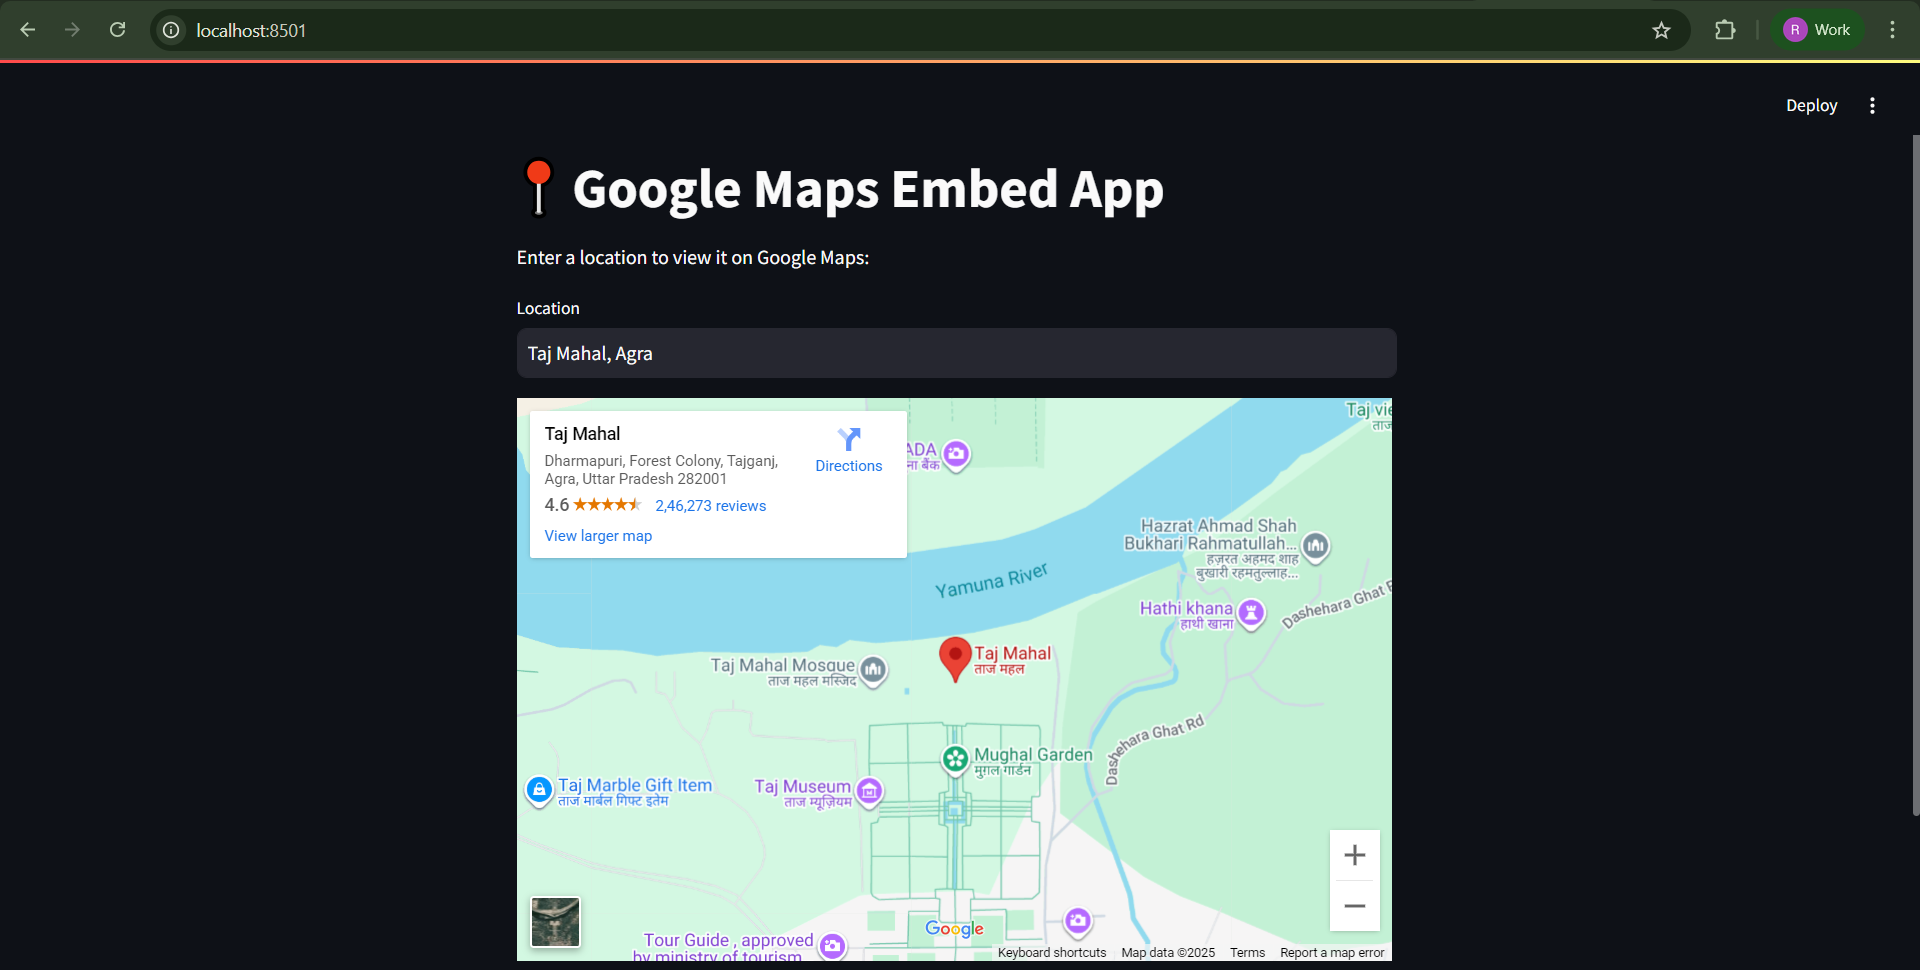 localhost:8501
R
Work
Deploy
Google Maps Embed App
Enter a location to view it on Google Maps:
Location
Taj Mahal, Agra
Taj Mahal
Dharmapuri, Forest Colony, Tajganj,
Agra, Uttar Pradesh 282001
4.6
2,46,273 reviews
View larger map
Directions
ADA
ना बैंक
Taj vie
ताज
Hazrat Ahmad Shah
Bukhari Rahmatullah...
हज़रत अहमद शाह
बुखारी रहमतुल्लाह...
Yamuna River
Hathi khana
हाथी खाना
Dashehara Ghat R
Taj Mahal Mosque
ताज महल मस्जिद
Taj Mahal
ताज महल
Dashehara Ghat Rd
Mughal Garden
मुग़ल गार्डन
Taj Marble Gift Item
ताज मार्बल गिफ्ट इतेम
Taj Museum
ताज म्यूज़ियम
Google
Tour Guide , approved
by ministry of tourism
Keyboard shortcuts
Map data ©2025
Terms
Report a map error